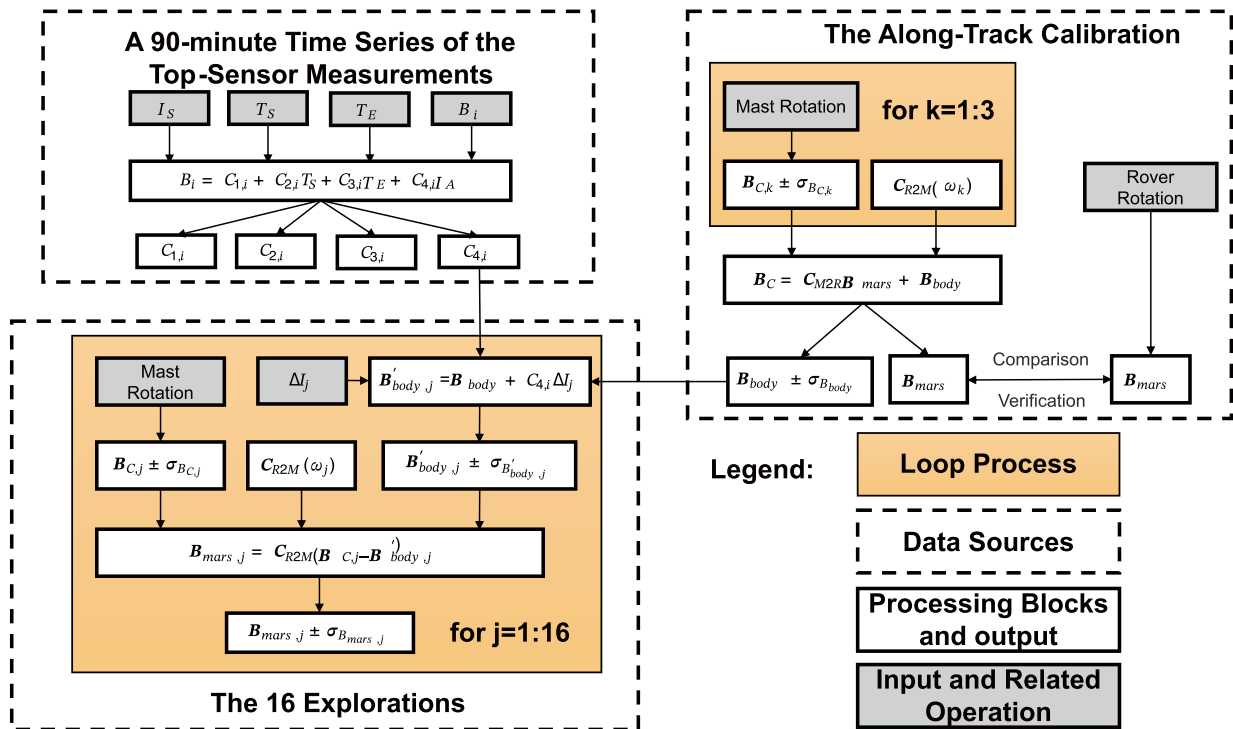 A 90-minute Time Series of the
Top-Sensor Measurements
I_S
T_S
T_E
B_i
B_i = C_{1,i} + C_{2,i} T_S + C_{3,i} T_E + C_{4,i} I_A
C_{1,i}
C_{2,i}
C_{3,i}
C_{4,i}
The Along-Track Calibration
Mast Rotation
for k=1:3
B_{C,k} ± σ_{B_{C,k}}
C_{R2M}( ω_k)
Rover
Rotation
B_C = C_{M2R} B_{mars} + B_{body}
B_{body} ± σ_{B_{body}}
B_{mars}
Comparison
Verification
B_{mars}
Mast
Rotation
ΔI_j
B'_{body,j} = B_{body} + C_{4,i} ΔI_j
B_{C,j} ± σ_{B_{C,j}}
C_{R2M} (ω_j)
B'_{body,j} ± σ_{B'_{body,j}}
B_{mars,j} = C_{R2M}(B_{C,j} − B'_{body,j})
B_{mars,j} ± σ_{B_{mars,j}}
for j=1:16
The 16 Explorations
Legend:
Loop Process
Data Sources
Processing Blocks
and output
Input and Related
Operation